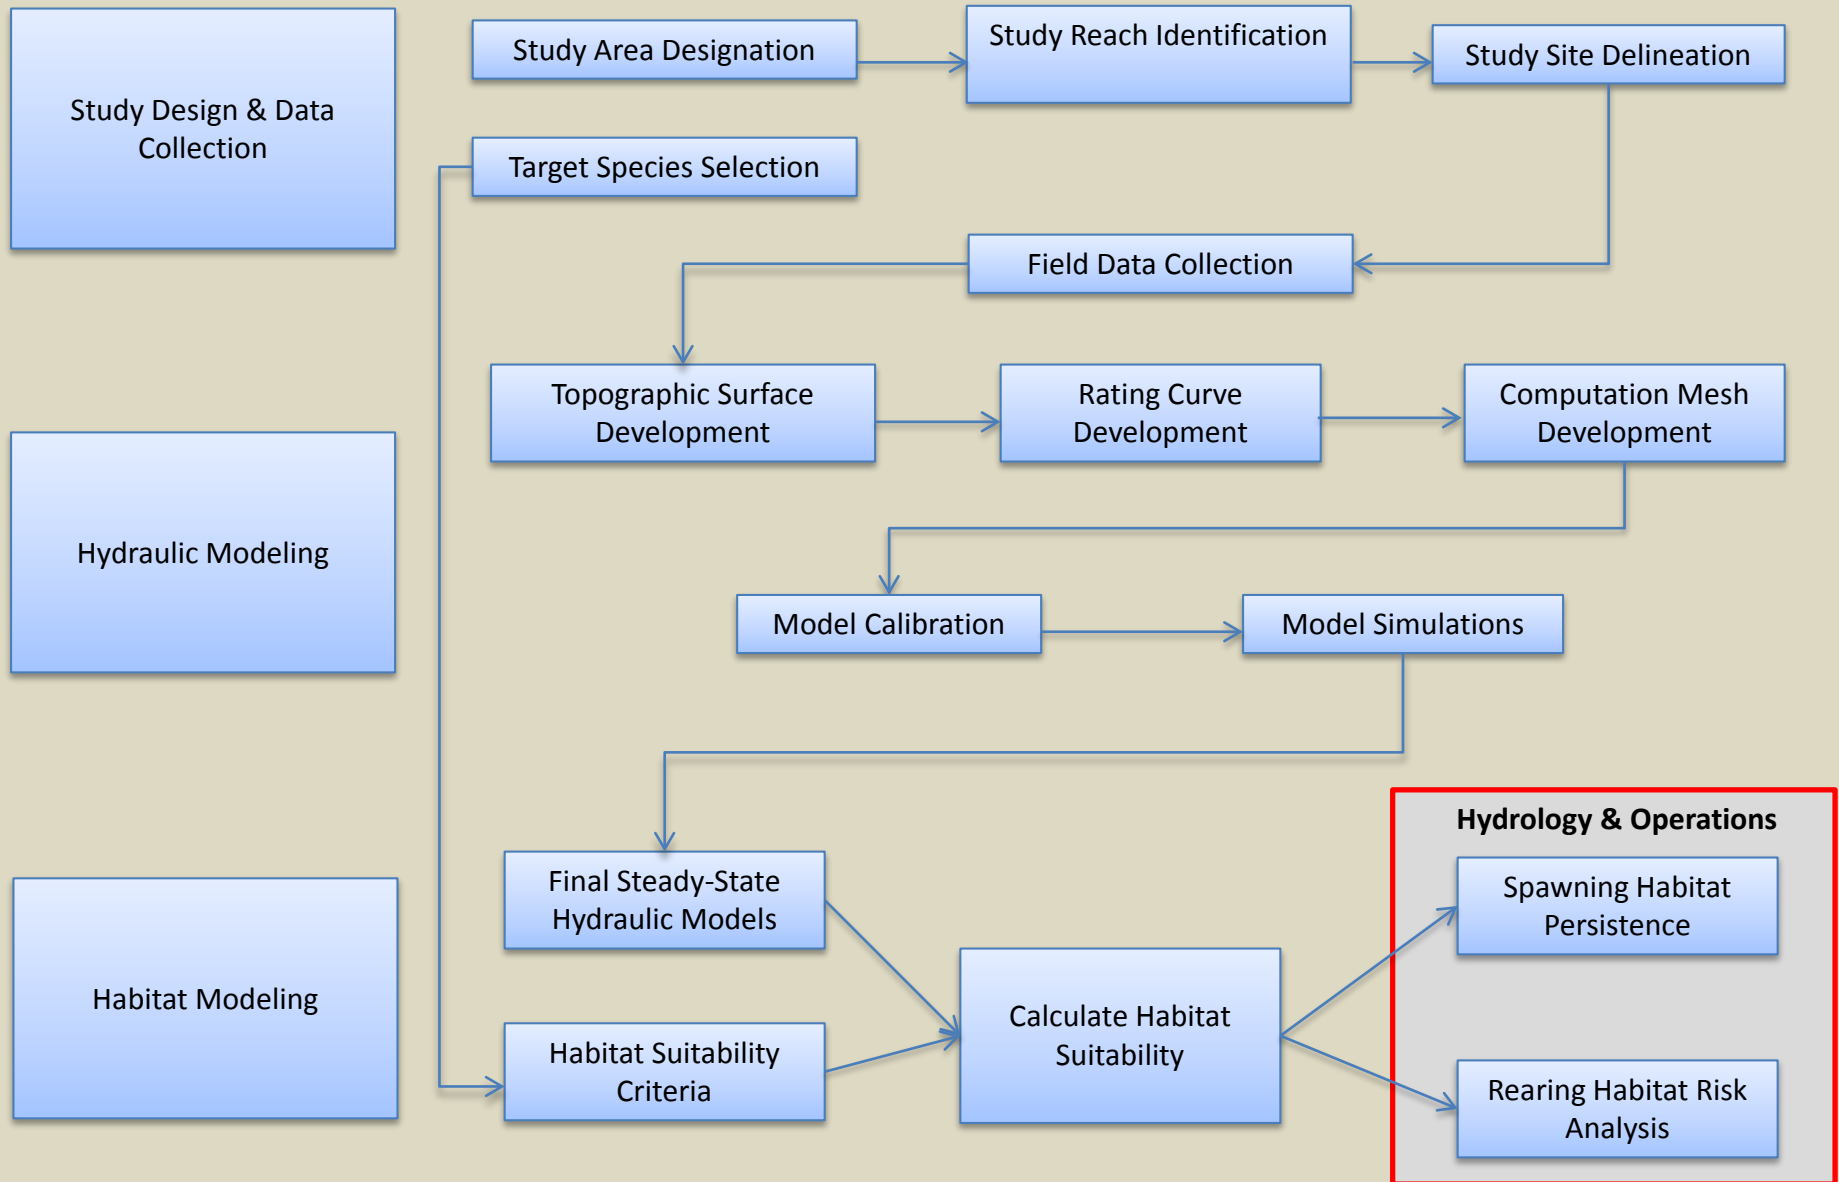 Study Design & Data
Collection
Study Area Designation
Study Reach Identification
Study Site Delineation
Target Species Selection
Field Data Collection
Hydraulic Modeling
Topographic Surface
Development
Rating Curve
Development
Computation Mesh
Development
Model Calibration
Model Simulations
Habitat Modeling
Final Steady-State
Hydraulic Models
Habitat Suitability
Criteria
Calculate Habitat
Suitability
Hydrology & Operations
Spawning Habitat
Persistence
Rearing Habitat Risk
Analysis